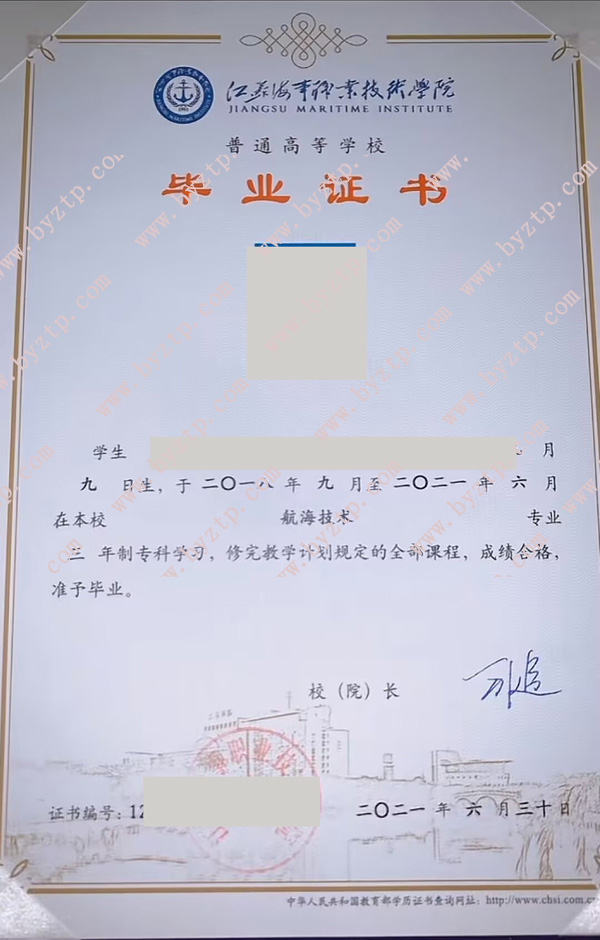 江苏海事职业技术学院
JIANGSU MARITIME INSTITUTE
普通高等学校
毕业证书
学生 月
九 日生，于 二〇一八 年 九 月至 二〇二一 年 六 月
在本校 航海技术 专业
三 年制专科学习，修完教学计划规定的全部课程，成绩合格，
准予毕业。
校（院）长
证书编号：12
二〇二一 年 六 月三十日
中华人民共和国教育部学历证书查询网址：http://www.chsi.com.cn
www.byztp.com